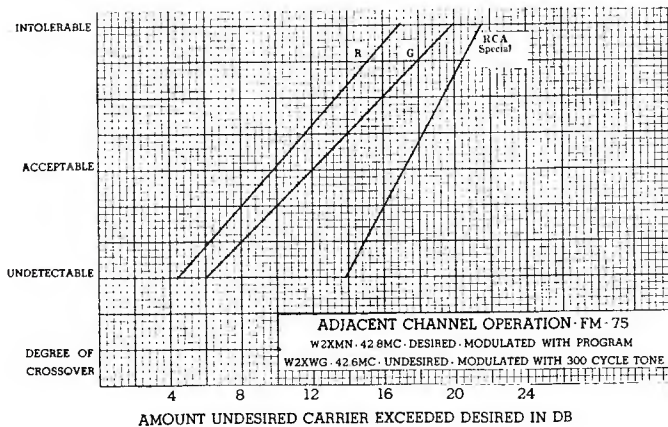 INTOLERABLE
R
G
RCA
Special
ACCEPTABLE
UNDETECTABLE
DEGREE OF
CROSSOVER
ADJACENT CHANNEL OPERATION · FM - 75
W2XMN · 42.8MC · DESIRED · MODULATED WITH PROGRAM
W2XWG · 42.6MC · UNDESIRED · MODULATED WITH 300 CYCLE TONE
4 8 12 16 20 24
AMOUNT UNDESIRED CARRIER EXCEEDED DESIRED IN DB